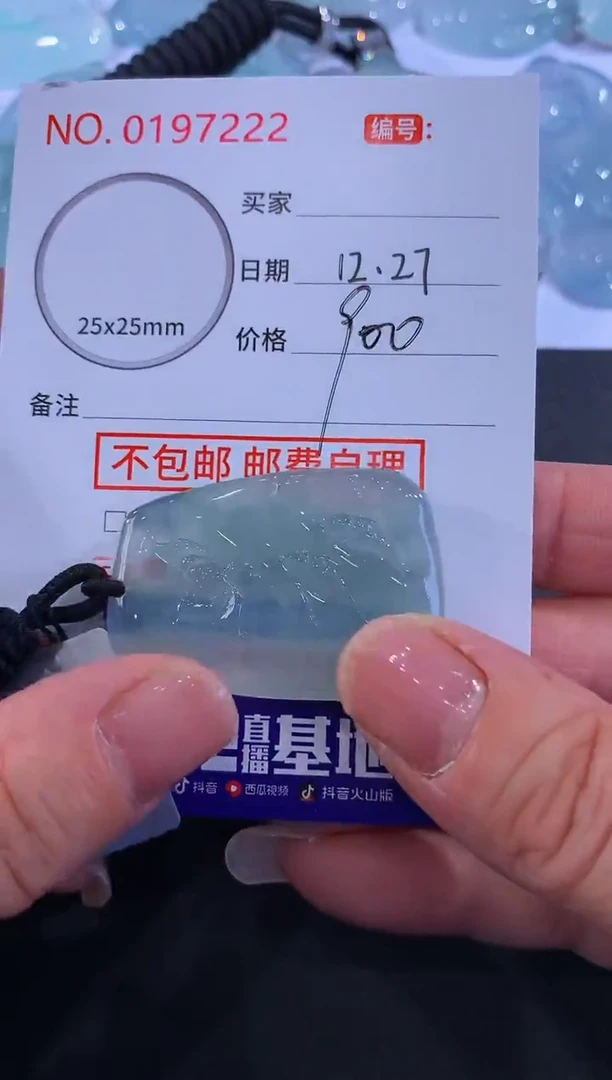 NO. 0197222 编号:
买家
25x25mm
日期 12.27
价格 900
备注
不包邮 邮费自理
直播基地
抖音 西瓜视频 抖音火山版